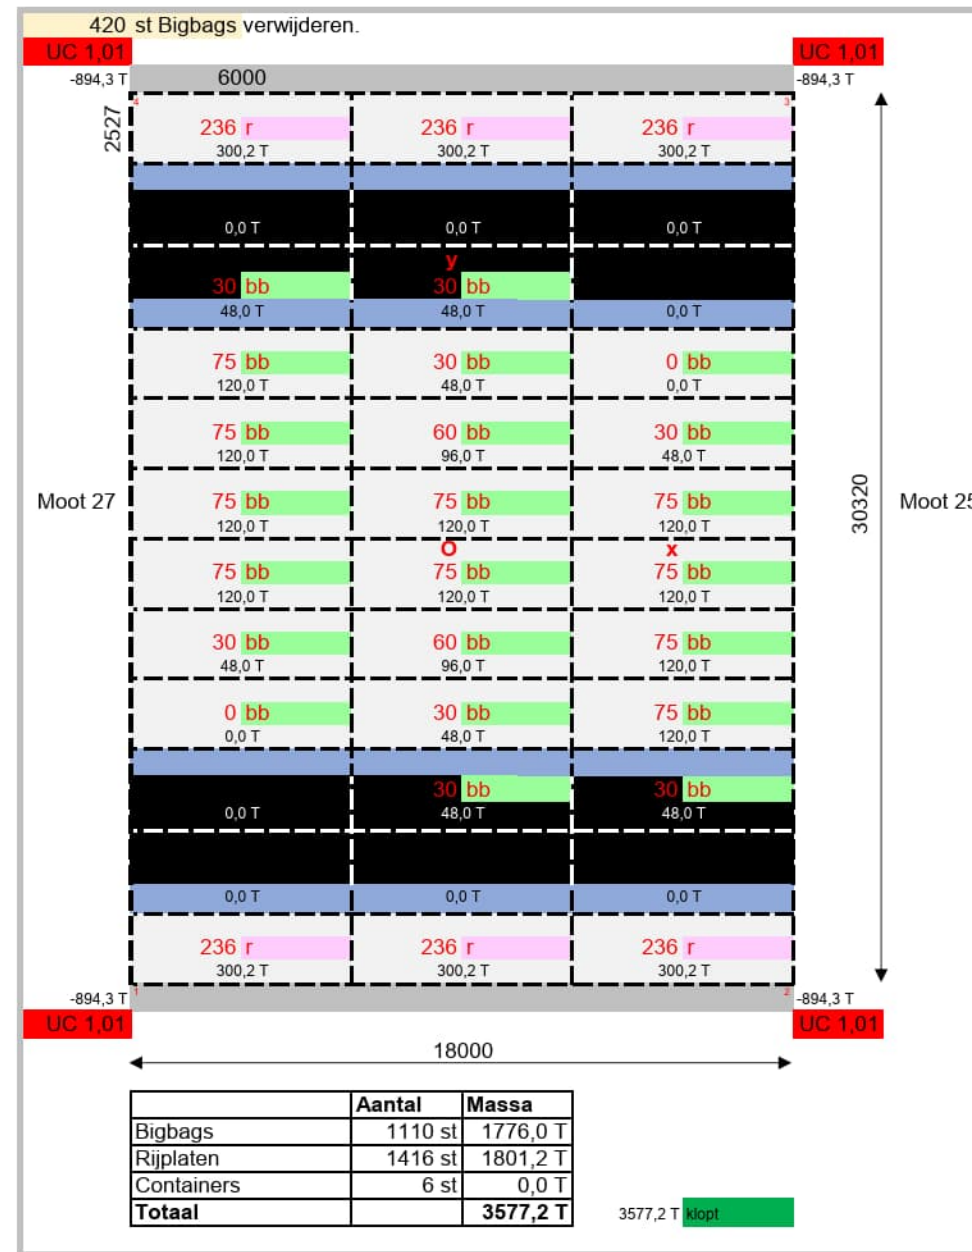 420 st Bigbags verwijderen.
UC 1,01 UC 1,01
-894,3 T 6000 -894,3 T
4 3
2527
236 r 236 r 236 r
300,2 T 300,2 T 300,2 T
0,0 T 0,0 T 0,0 T
y
30 bb 30 bb
48,0 T 48,0 T 0,0 T
75 bb 30 bb 0 bb
120,0 T 48,0 T 0,0 T
75 bb 60 bb 30 bb
120,0 T 96,0 T 48,0 T
Moot 27 75 bb 75 bb 75 bb 30320 Moot 25
120,0 T 120,0 T 120,0 T
O x
75 bb 75 bb 75 bb
120,0 T 120,0 T 120,0 T
30 bb 60 bb 75 bb
48,0 T 96,0 T 120,0 T
0 bb 30 bb 75 bb
0,0 T 48,0 T 120,0 T
30 bb 30 bb
0,0 T 48,0 T 48,0 T
0,0 T 0,0 T 0,0 T
236 r 236 r 236 r
300,2 T 300,2 T 300,2 T
-894,3 T 1 2 -894,3 T
UC 1,01 UC 1,01
18000
Aantal Massa
Bigbags 1110 st 1776,0 T
Rijplaten 1416 st 1801,2 T
Containers 6 st 0,0 T
Totaal 3577,2 T 3577,2 T klopt